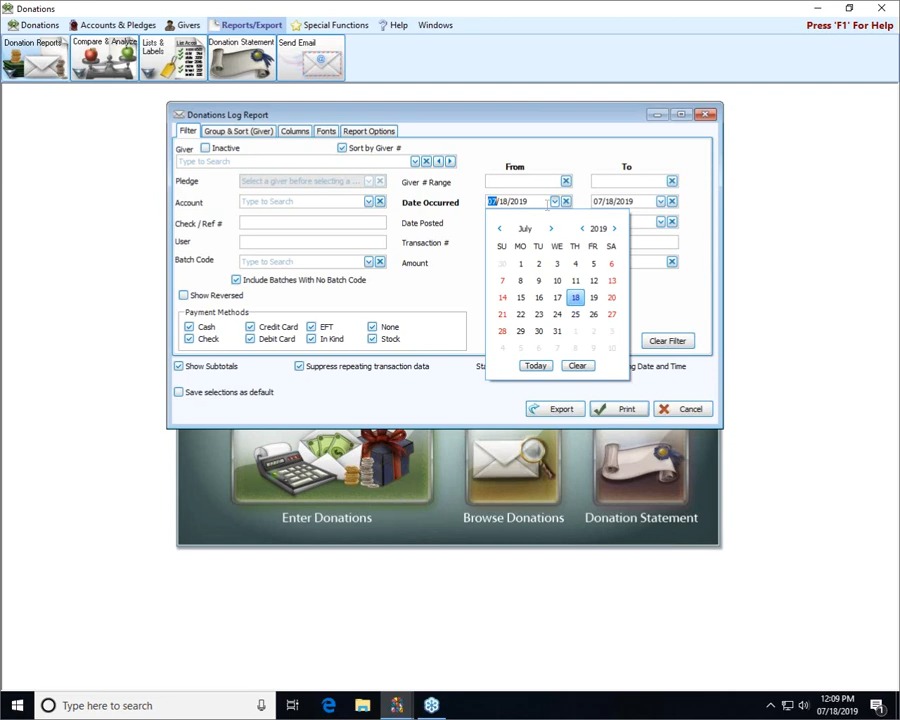 Donations
Donations Accounts & Pledges Givers Reports/Export Special Functions Help Windows Press 'F1' For Help
Donation Reports Compare & Analyze Lists & Labels Donation Statement Send Email
Donations Log Report
Filter Group & Sort (Giver) Columns Fonts Report Options
Giver Inactive Sort by Giver #
Type to Search
From To
Pledge Select a giver before selecting a ... Giver # Range
Account Type to Search Date Occurred 07/18/2019 07/18/2019
Check / Ref # Date Posted
User Transaction #
Batch Code Type to Search Amount
Include Batches With No Batch Code
Show Reversed
Payment Methods
Cash Credit Card EFT None
Check Debit Card In Kind Stock
July 2019
SU MO TU WE TH FR SA
30 1 2 3 4 5 6
7 8 9 10 11 12 13
14 15 16 17 18 19 20
21 22 23 24 25 26 27
28 29 30 31 1 2 3
4 5 6 7 8 9 10
Today Clear
Clear Filter
Show Subtotals Suppress repeating transaction data Sta g Date and Time
Save selections as default
Export Print Cancel
Enter Donations Browse Donations Donation Statement
Type here to search
12:09 PM
07/18/2019